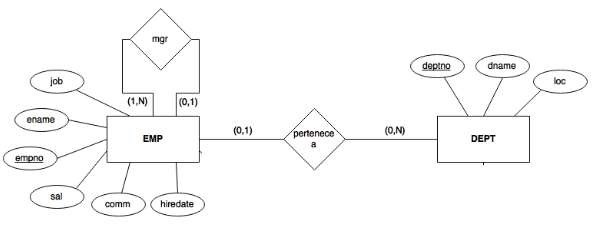 mgr
deptno
dname
job
loc
(1,N)
(0,1)
ename
(0,1)
pertenece
a
(0,N)
EMP
DEPT
empno
sal
comm
hiredate